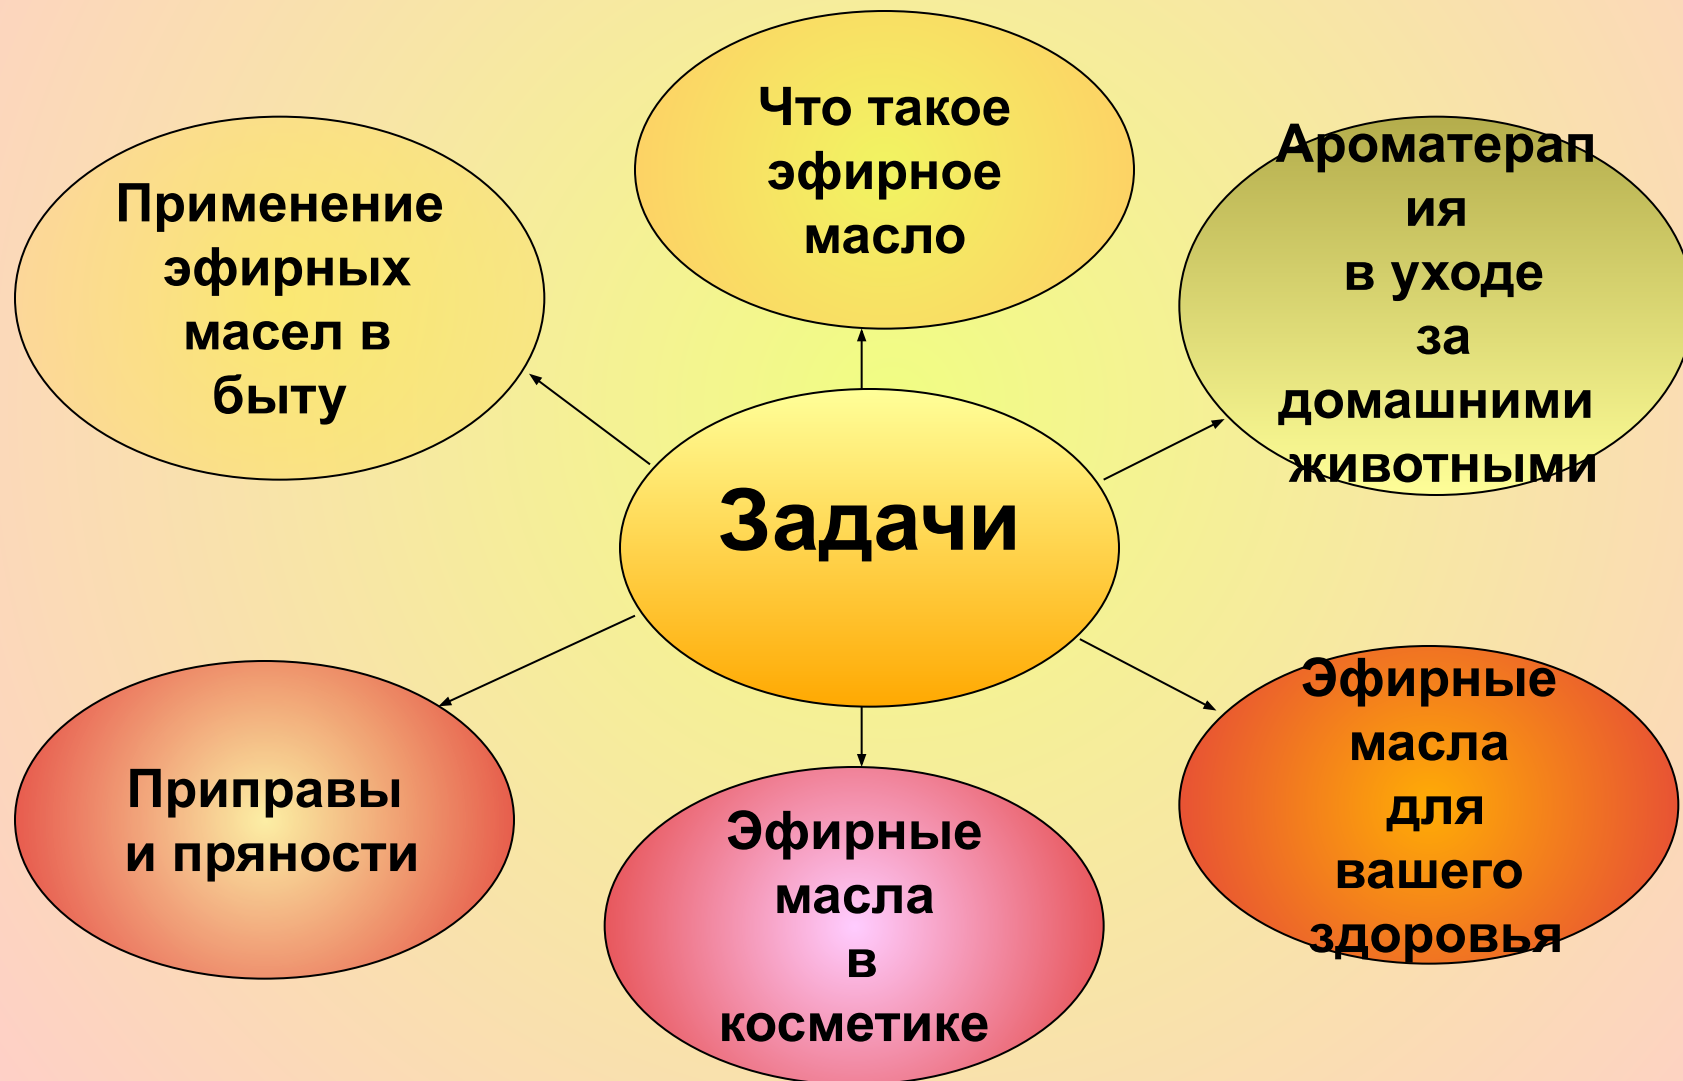 Что такое
эфирное
масло
Применение
эфирных
масел в
быту
Ароматерап
ия
в уходе
за
домашними
животными
Задачи
Приправы
и пряности
Эфирные
масла
в
косметике
Эфирные
масла
для
вашего
здоровья